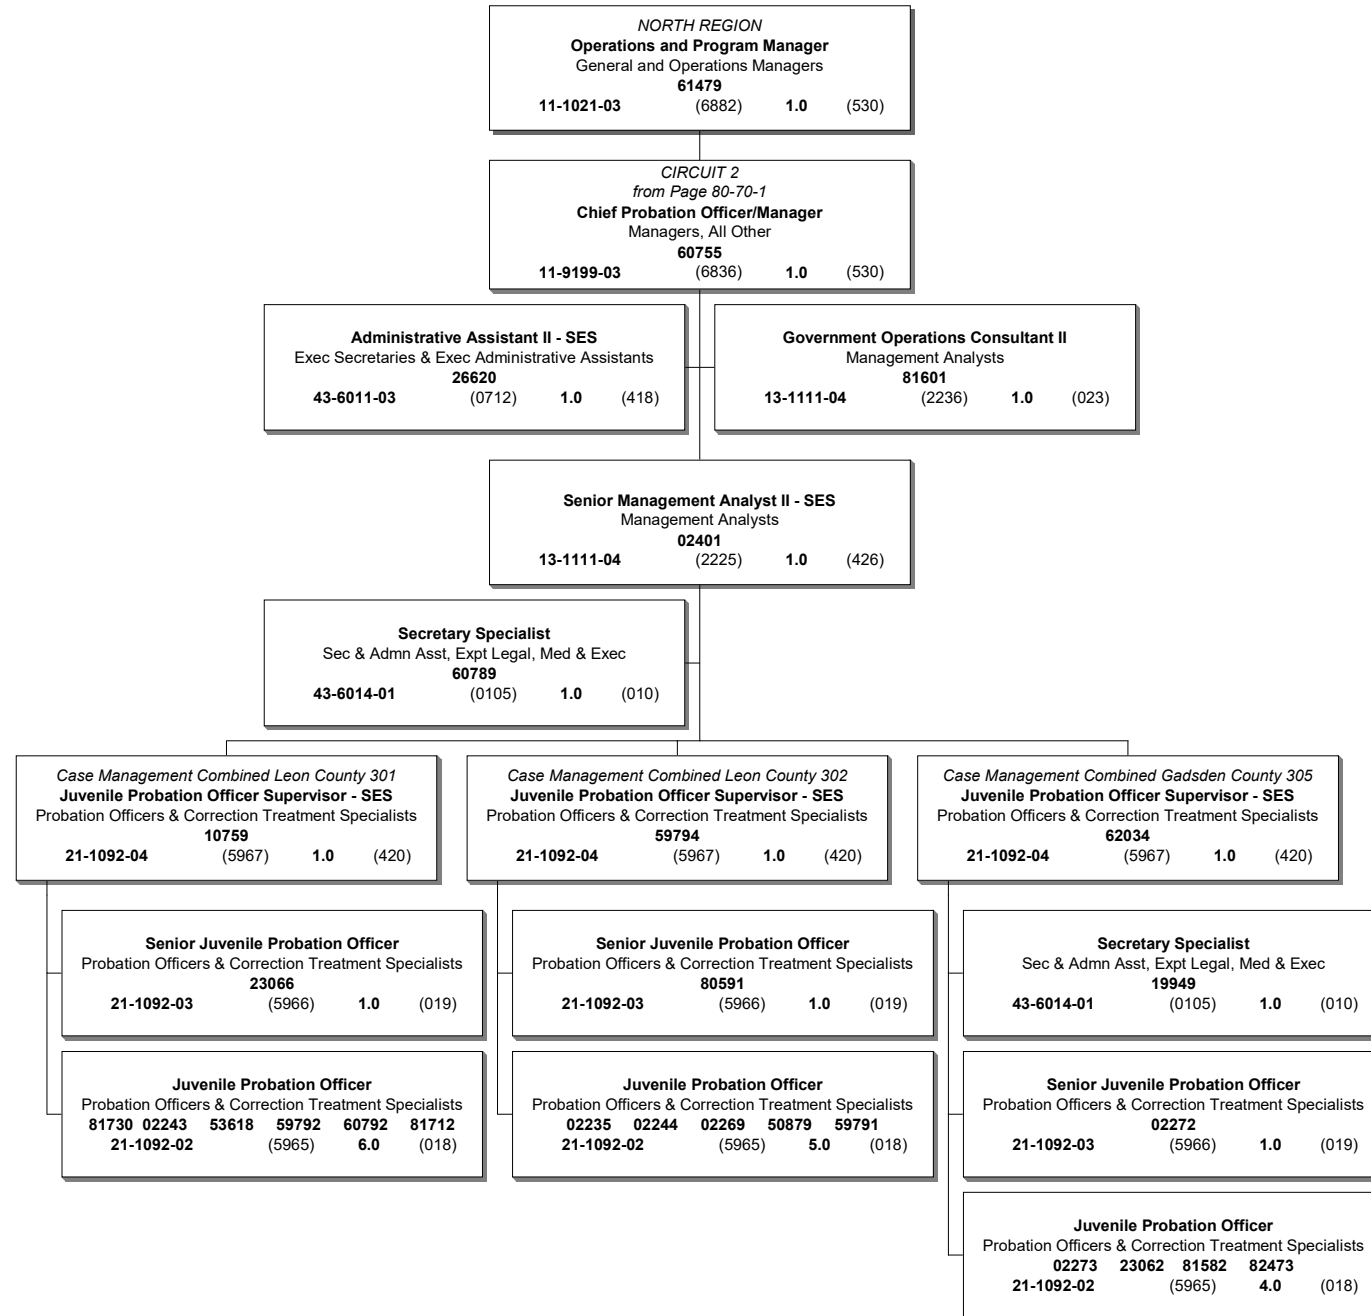 NORTH REGION
Operations and Program Manager
General and Operations Managers
61479
11-1021-03 (6882) 1.0 (530)
CIRCUIT 2
from Page 80-70-1
Chief Probation Officer/Manager
Managers, All Other
60755
11-9199-03 (6836) 1.0 (530)
Administrative Assistant II - SES
Exec Secretaries & Exec Administrative Assistants
26620
43-6011-03 (0712) 1.0 (418)
Government Operations Consultant II
Management Analysts
81601
13-1111-04 (2236) 1.0 (023)
Senior Management Analyst II - SES
Management Analysts
02401
13-1111-04 (2225) 1.0 (426)
Secretary Specialist
Sec & Admn Asst, Expt Legal, Med & Exec
60789
43-6014-01 (0105) 1.0 (010)
Case Management Combined Leon County 301
Juvenile Probation Officer Supervisor - SES
Probation Officers & Correction Treatment Specialists
10759
21-1092-04 (5967) 1.0 (420)
Senior Juvenile Probation Officer
Probation Officers & Correction Treatment Specialists
23066
21-1092-03 (5966) 1.0 (019)
Juvenile Probation Officer
Probation Officers & Correction Treatment Specialists
81730 02243 53618 59792 60792 81712
21-1092-02 (5965) 6.0 (018)
Case Management Combined Leon County 302
Juvenile Probation Officer Supervisor - SES
Probation Officers & Correction Treatment Specialists
59794
21-1092-04 (5967) 1.0 (420)
Senior Juvenile Probation Officer
Probation Officers & Correction Treatment Specialists
80591
21-1092-03 (5966) 1.0 (019)
Juvenile Probation Officer
Probation Officers & Correction Treatment Specialists
02235 02244 02269 50879 59791
21-1092-02 (5965) 5.0 (018)
Case Management Combined Gadsden County 305
Juvenile Probation Officer Supervisor - SES
Probation Officers & Correction Treatment Specialists
62034
21-1092-04 (5967) 1.0 (420)
Secretary Specialist
Sec & Admn Asst, Expt Legal, Med & Exec
19949
43-6014-01 (0105) 1.0 (010)
Senior Juvenile Probation Officer
Probation Officers & Correction Treatment Specialists
02272
21-1092-03 (5966) 1.0 (019)
Juvenile Probation Officer
Probation Officers & Correction Treatment Specialists
02273 23062 81582 82473
21-1092-02 (5965) 4.0 (018)